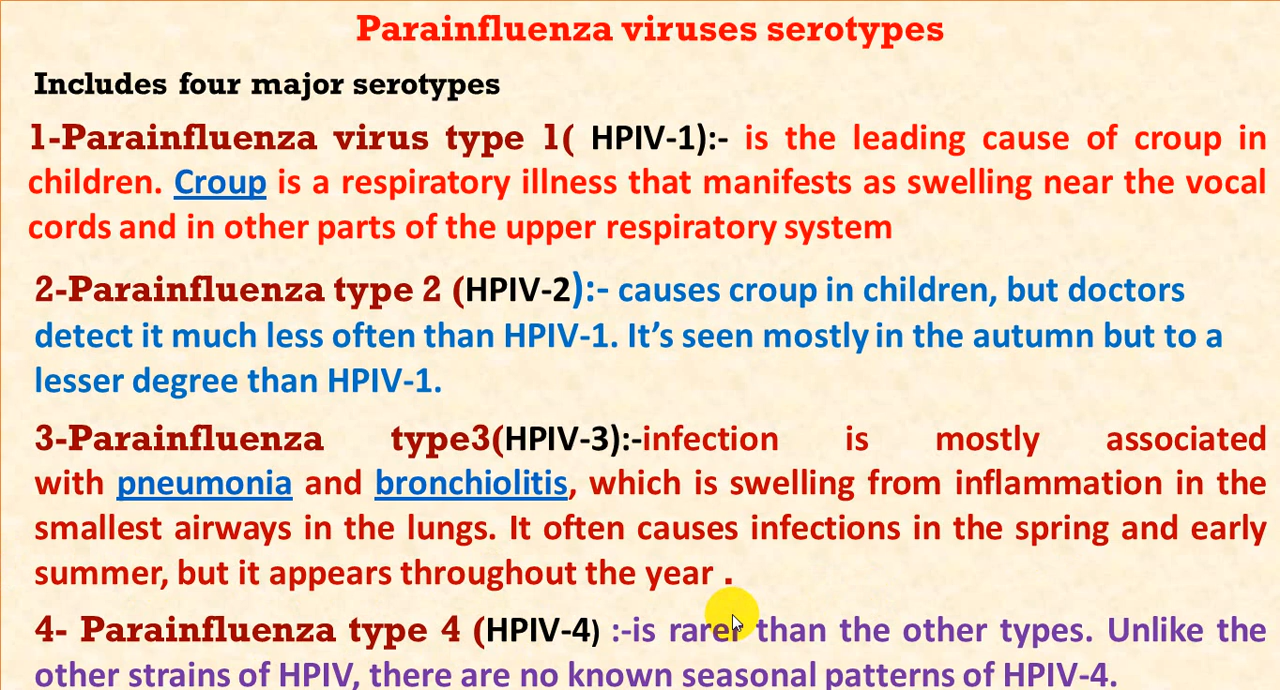 Parainfluenza viruses serotypes
Includes four major serotypes
1-Parainfluenza virus type 1( HPIV-1):- is the leading cause of croup in
children. Croup is a respiratory illness that manifests as swelling near the vocal
cords and in other parts of the upper respiratory system
2-Parainfluenza type 2 (HPIV-2):- causes croup in children, but doctors
detect it much less often than HPIV-1. It’s seen mostly in the autumn but to a
lesser degree than HPIV-1.
3-Parainfluenza type3(HPIV-3):-infection is mostly associated
with pneumonia and bronchiolitis, which is swelling from inflammation in the
smallest airways in the lungs. It often causes infections in the spring and early
summer, but it appears throughout the year .
4- Parainfluenza type 4 (HPIV-4) :-is rarer than the other types. Unlike the
other strains of HPIV, there are no known seasonal patterns of HPIV-4.